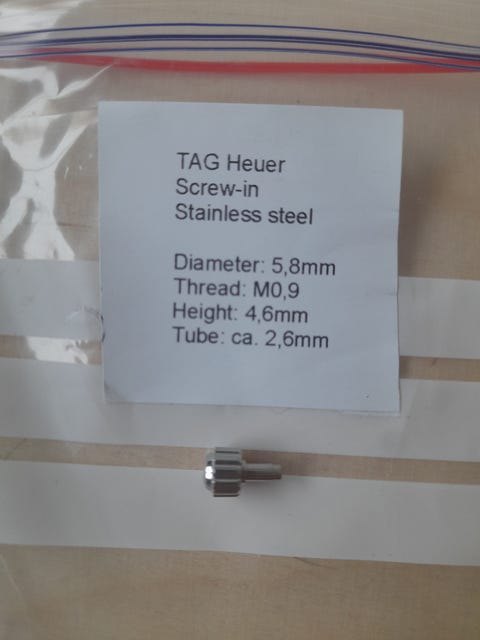 TAG Heuer
Screw-in
Stainless steel
Diameter: 5,8mm
Thread: M0,9
Height: 4,6mm
Tube: ca. 2,6mm